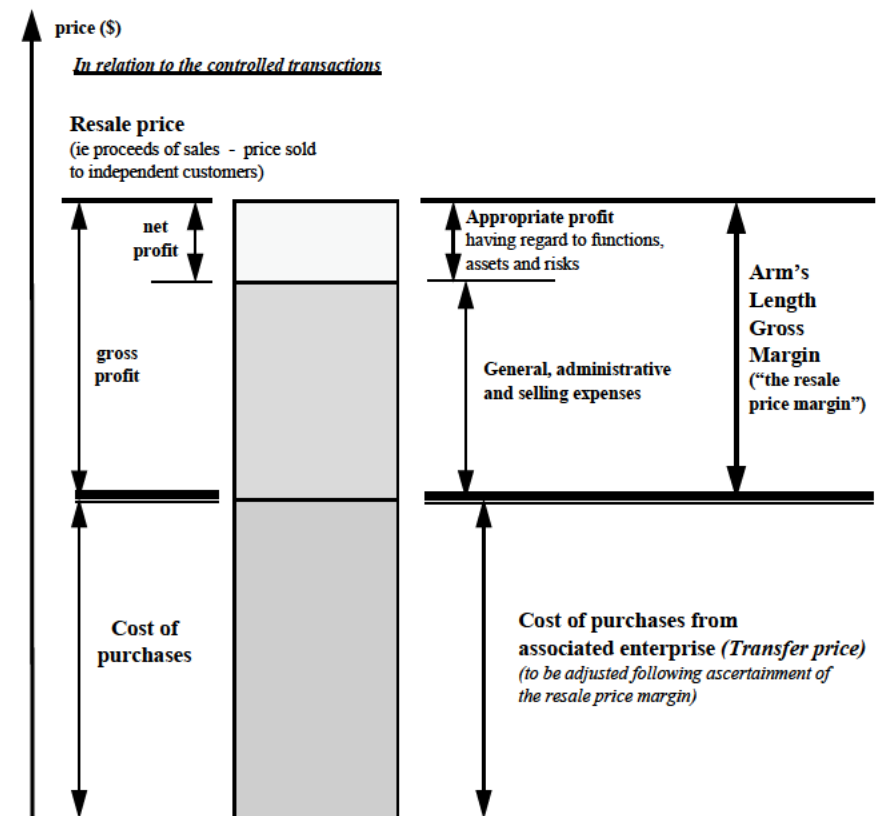 price ($)
In relation to the controlled transactions
Resale price
(ie proceeds of sales - price sold
to independent customers)
net
profit
gross
profit
Cost of
purchases
Appropriate profit
having regard to functions,
assets and risks
General, administrative
and selling expenses
Arm's
Length
Gross
Margin
(“the resale
price margin”)
Cost of purchases from
associated enterprise (Transfer price)
(to be adjusted following ascertainment of
the resale price margin)